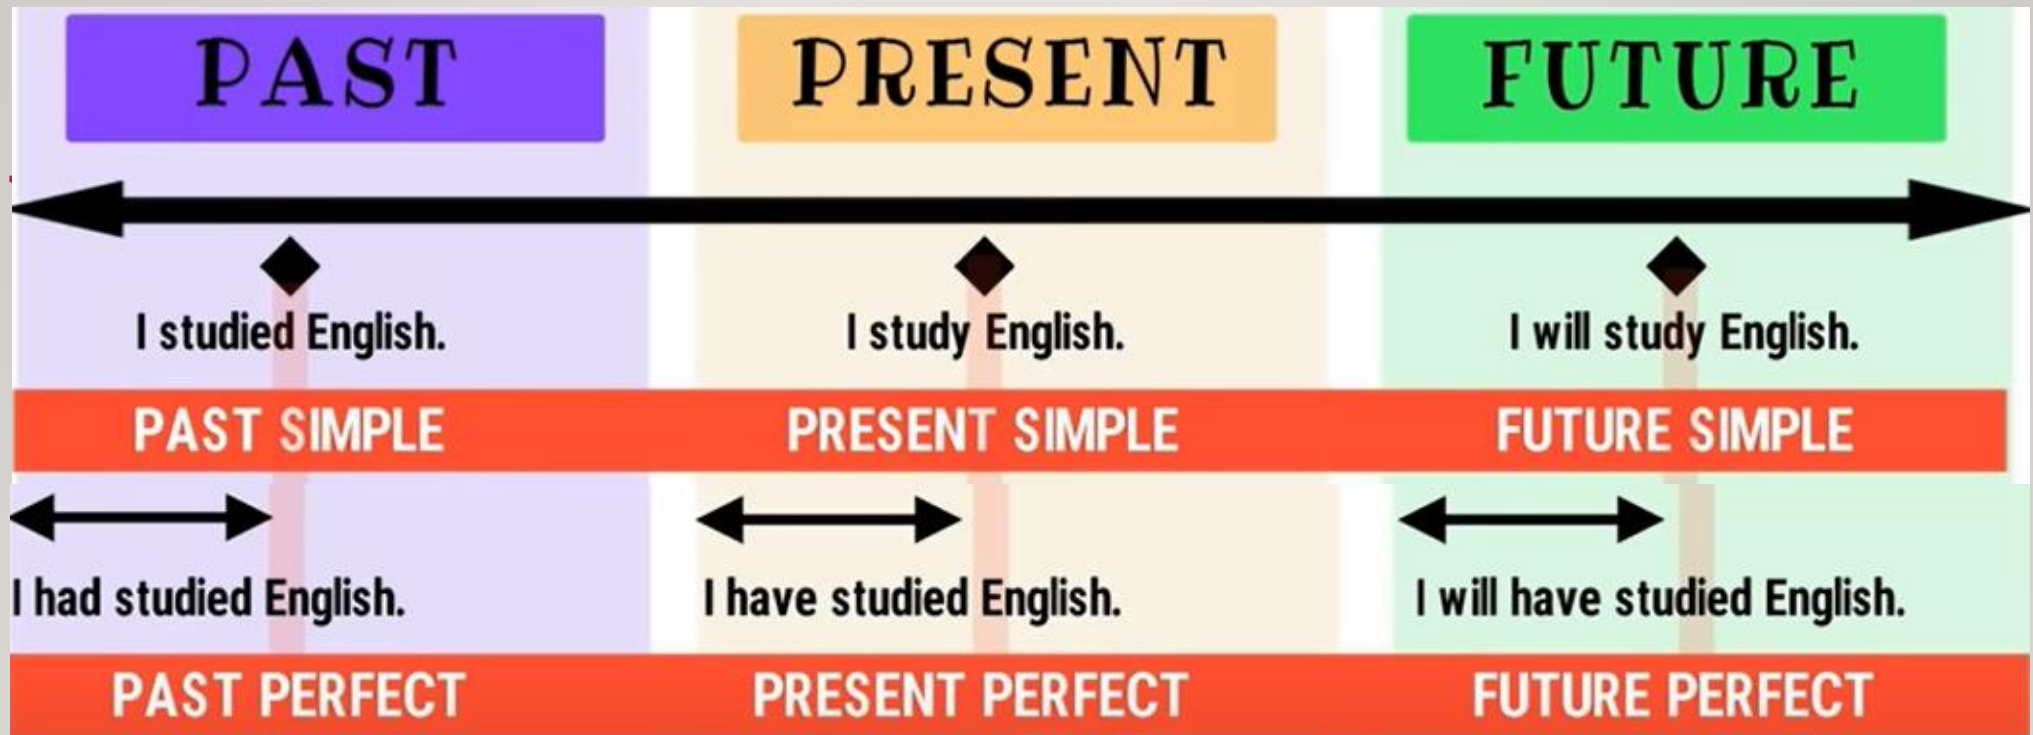 PAST PRESENT FUTURE
I studied English. I study English. I will study English.
PAST SIMPLE PRESENT SIMPLE FUTURE SIMPLE
I had studied English. I have studied English. I will have studied English.
PAST PERFECT PRESENT PERFECT FUTURE PERFECT